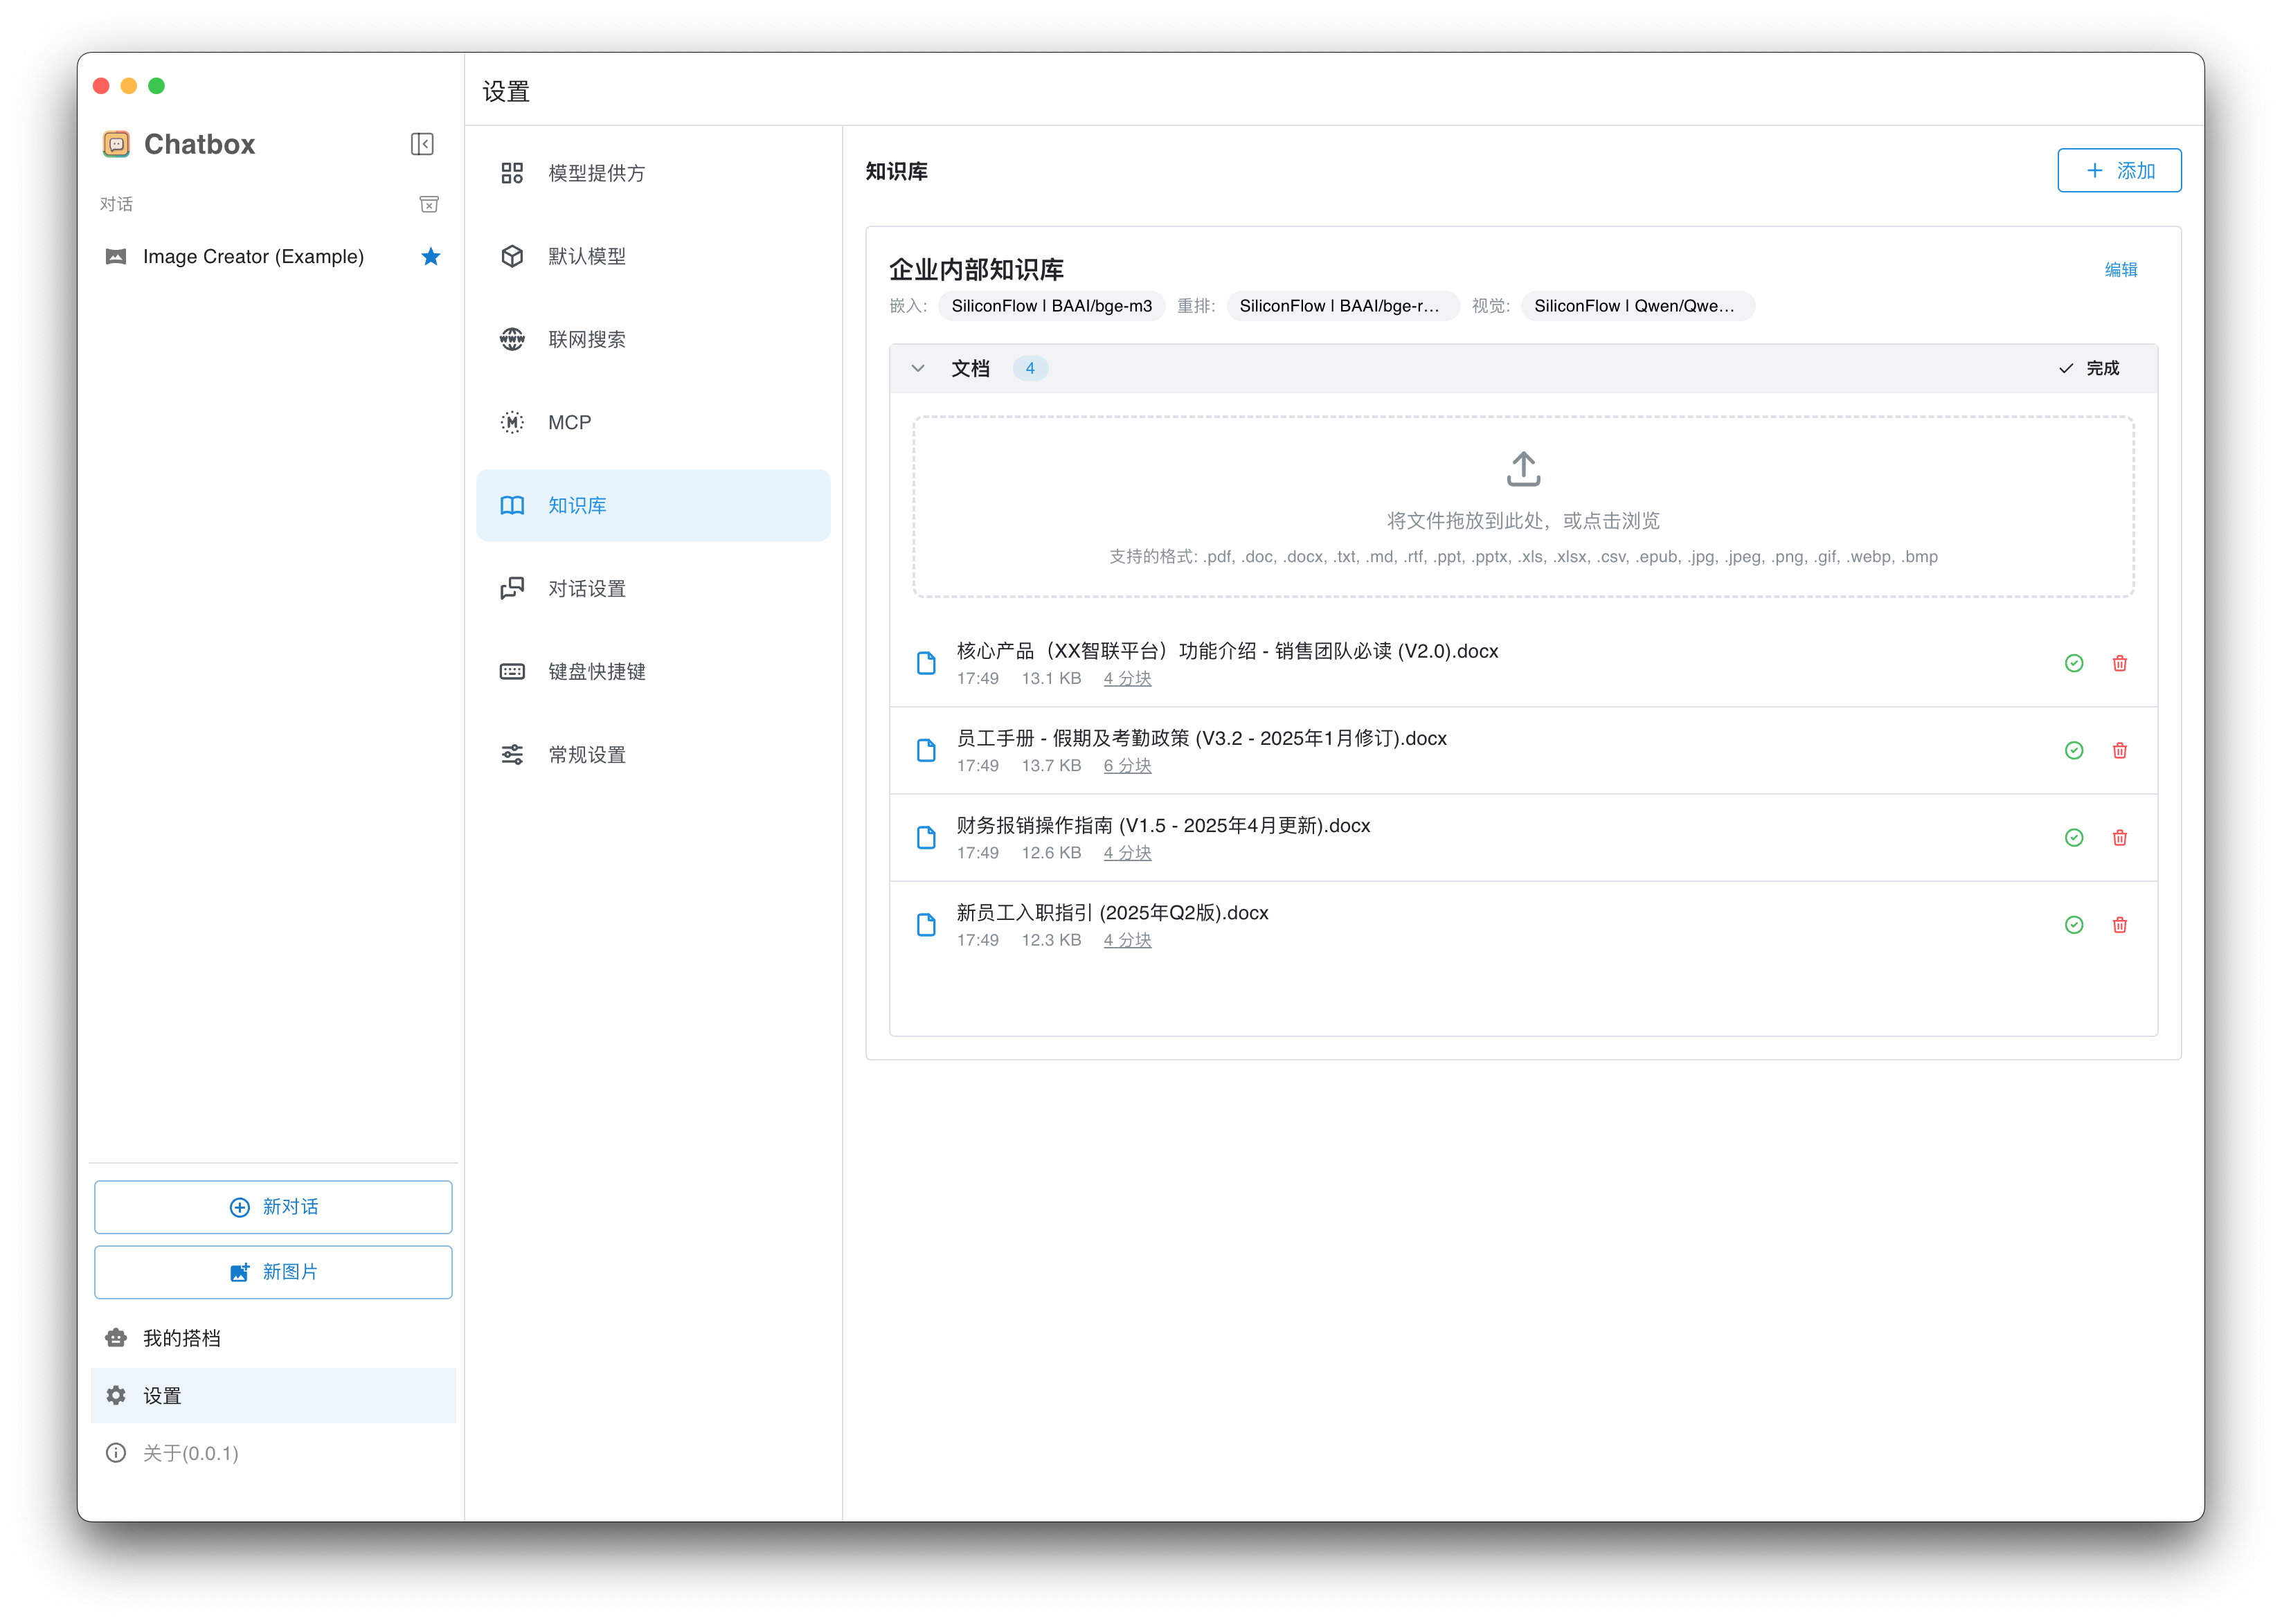 设置
Chatbox
对话
Image Creator (Example)
新对话
新图片
我的搭档
设置
关于(0.0.1)
模型提供方
默认模型
联网搜索
MCP
知识库
对话设置
键盘快捷键
常规设置
知识库
添加
企业内部知识库
编辑
嵌入: SiliconFlow | BAAI/bge-m3 重排: SiliconFlow | BAAI/bge-r... 视觉: SiliconFlow | Qwen/Qwe...
文档 4 完成
将文件拖放到此处，或点击浏览
支持的格式: .pdf, .doc, .docx, .txt, .md, .rtf, .ppt, .pptx, .xls, .xlsx, .csv, .epub, .jpg, .jpeg, .png, .gif, .webp, .bmp
核心产品（XX智联平台）功能介绍 - 销售团队必读 (V2.0).docx
17:49 13.1 KB 4 分块
员工手册 - 假期及考勤政策 (V3.2 - 2025年1月修订).docx
17:49 13.7 KB 6 分块
财务报销操作指南 (V1.5 - 2025年4月更新).docx
17:49 12.6 KB 4 分块
新员工入职指引 (2025年Q2版).docx
17:49 12.3 KB 4 分块